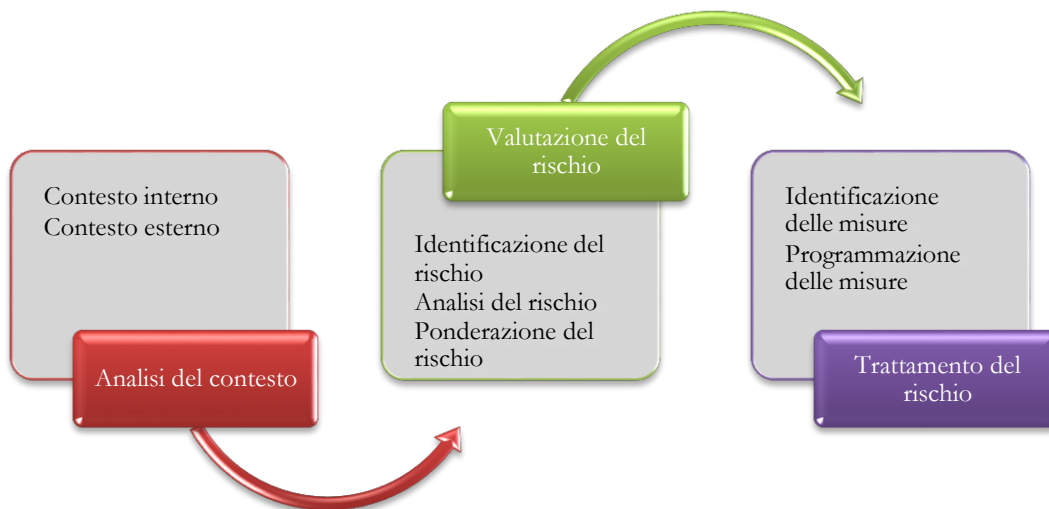 Contesto interno
Contesto esterno
Analisi del contesto
Valutazione del
rischio
Identificazione del
rischio
Analisi del rischio
Ponderazione del
rischio
Identificazione
delle misure
Programmazione
delle misure
Trattamento del
rischio